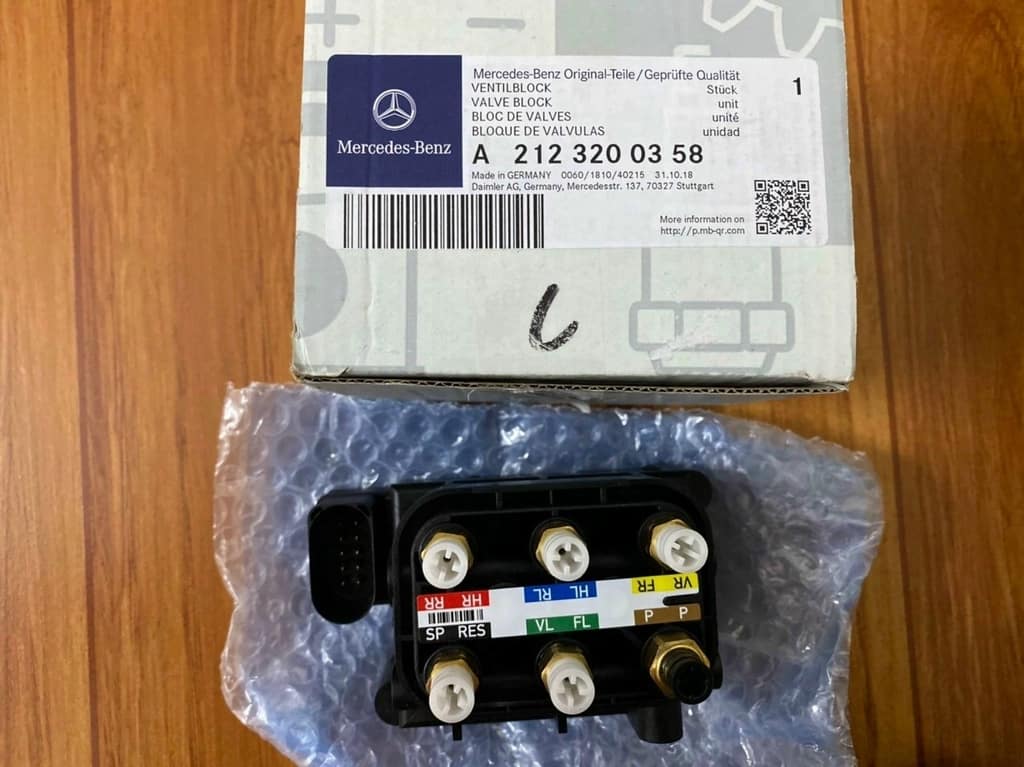 Mercedes-Benz
Mercedes-Benz Original-Teile/Geprüfte Qualität
VENTILBLOCK Stück 1
VALVE BLOCK unit
BLOC DE VALVES unité
BLOQUE DE VALVULAS unidad
A 212 320 03 58
Made in GERMANY 0060/1810/40215 31.10.18
Daimler AG, Germany, Mercedesstr. 137, 70327 Stuttgart
More information on
http://p.mb-qr.com
RR HR RL HL FR VR
SP RES VL FL P P